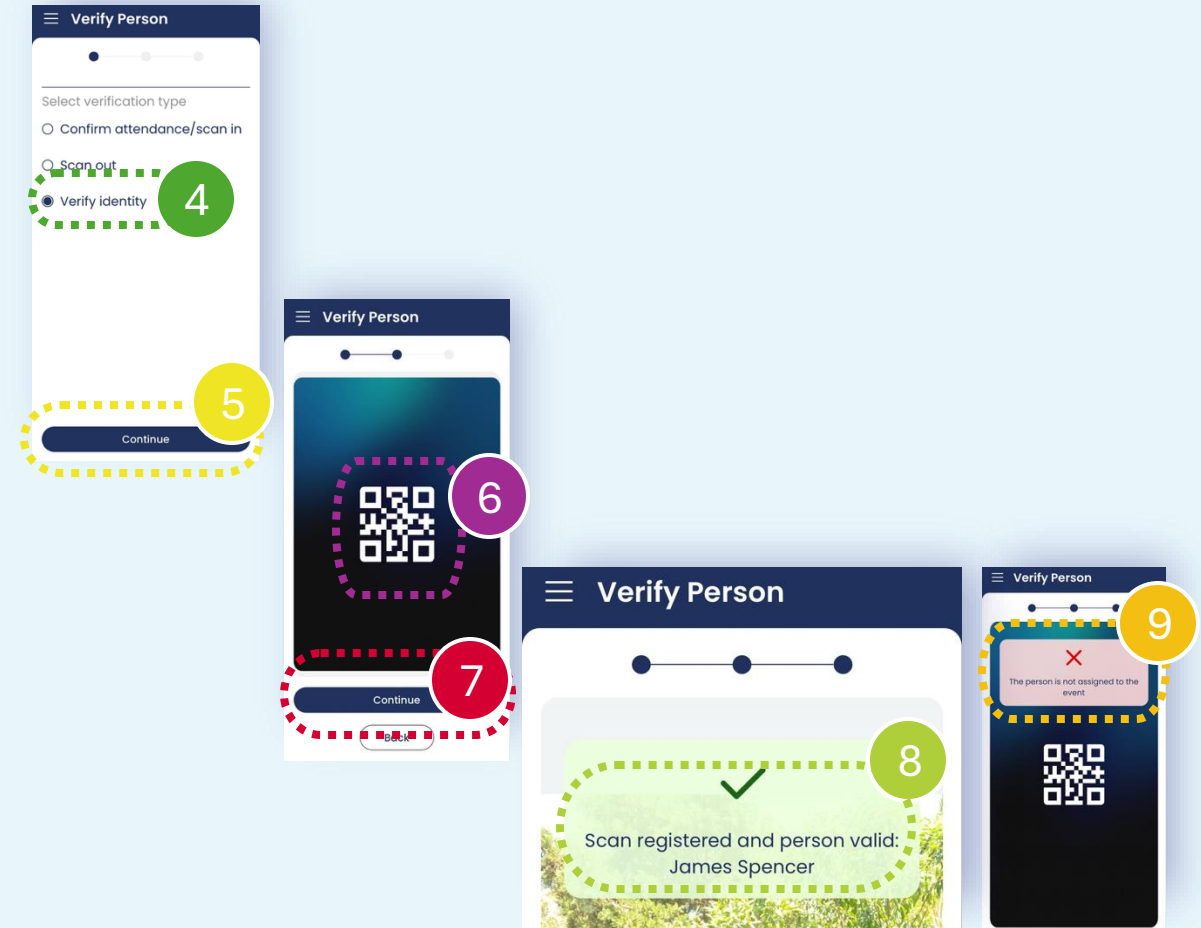 Verify Person
Select verification type
Confirm attendance/scan in
Scan out
Verify identity
4
5
Continue
Verify Person
6
7
Continue
Back
Verify Person
8
Scan registered and person valid:
James Spencer
Verify Person
9
The person is not assigned to the
event